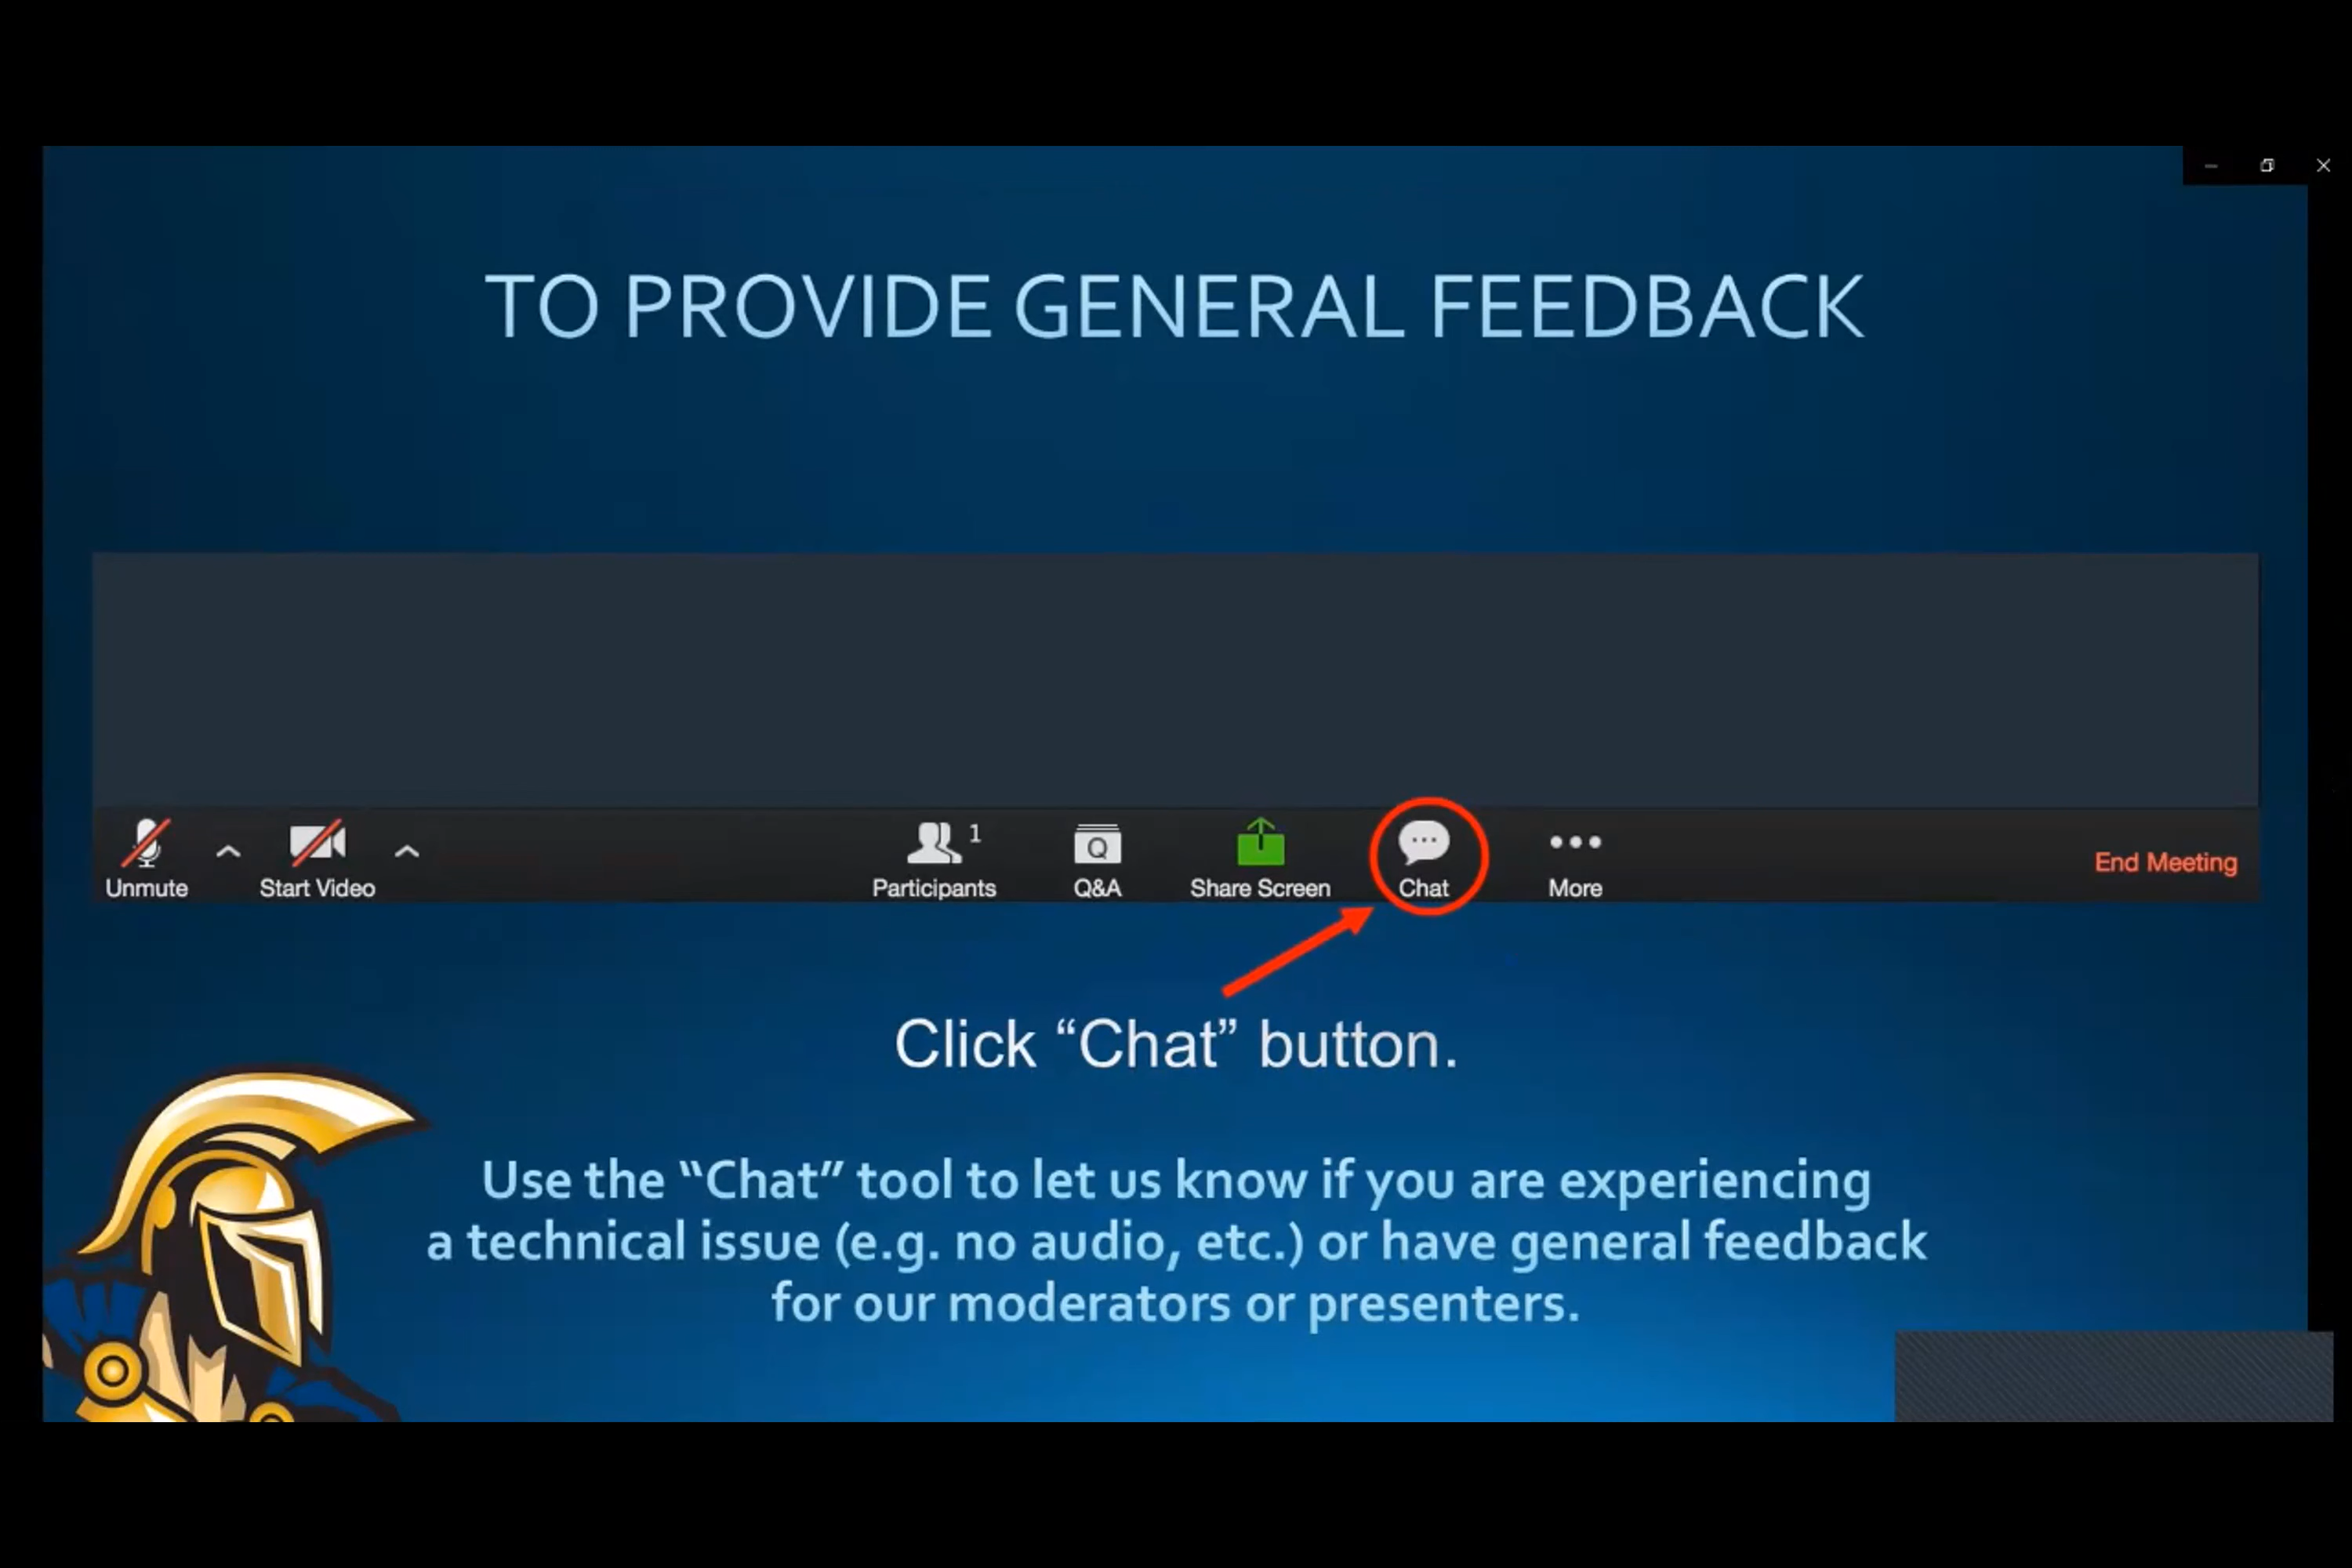 TO PROVIDE GENERAL FEEDBACK
Unmute
Start Video
Participants
1
Q
Q&A
Share Screen
Chat
More
End Meeting
Click “Chat” button.
Use the “Chat” tool to let us know if you are experiencing
a technical issue (e.g. no audio, etc.) or have general feedback
for our moderators or presenters.